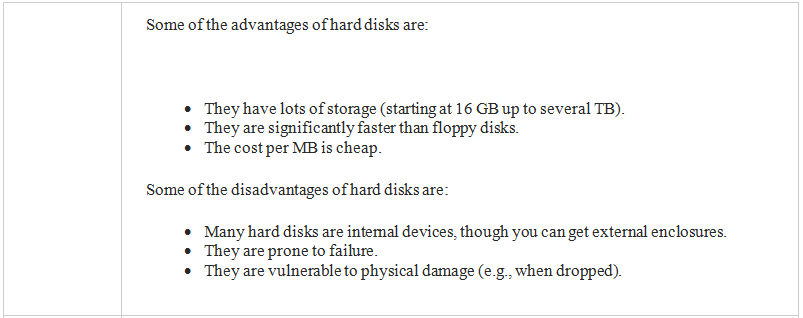 Some of the advantages of hard disks are:
• They have lots of storage (starting at 16 GB up to several TB).
• They are significantly faster than floppy disks.
• The cost per MB is cheap.
Some of the disadvantages of hard disks are:
• Many hard disks are internal devices, though you can get external enclosures.
• They are prone to failure.
• They are vulnerable to physical damage (e.g., when dropped).